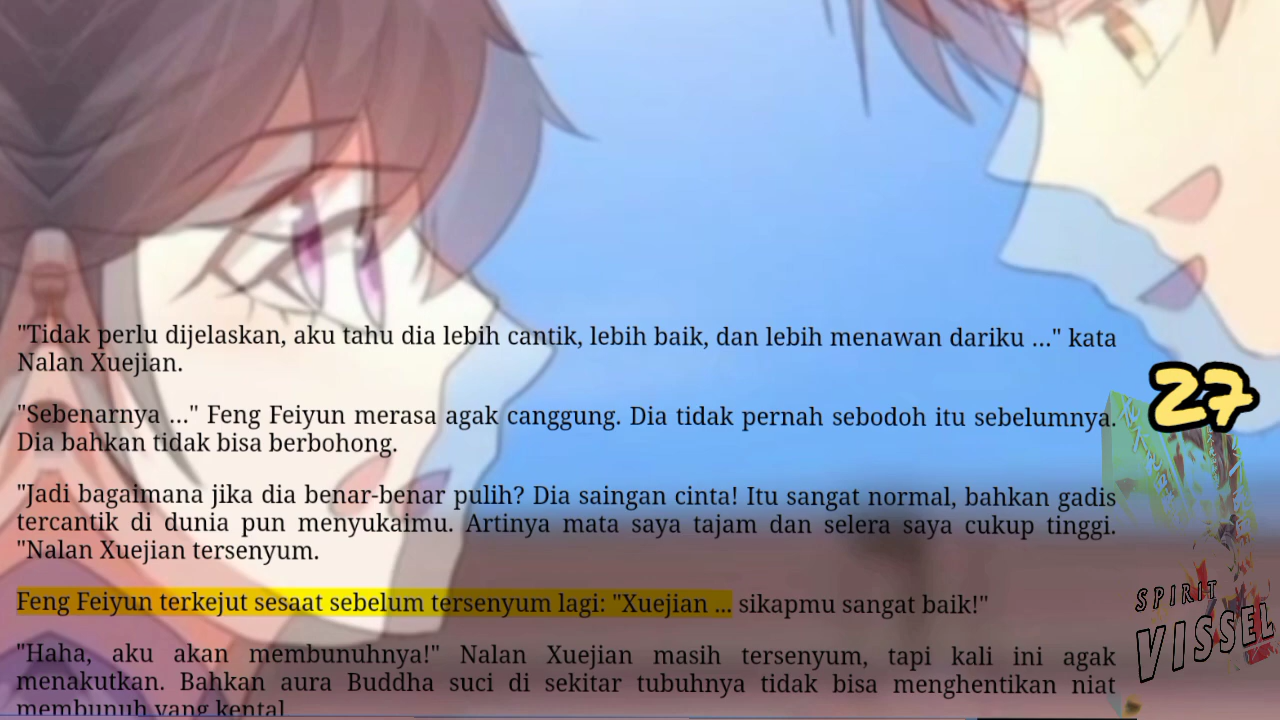 "Tidak perlu dijelaskan, aku tahu dia lebih cantik, lebih baik, dan lebih menawan dariku ..." kata
Nalan Xuejian.
"Sebenarnya ..." Feng Feiyun merasa agak canggung. Dia tidak pernah sebodoh itu sebelumnya.
Dia bahkan tidak bisa berbohong.
"Jadi bagaimana jika dia benar-benar pulih? Dia saingan cinta! Itu sangat normal, bahkan gadis
tercantik di dunia pun menyukaimu. Artinya mata saya tajam dan selera saya cukup tinggi.
"Nalan Xuejian tersenyum.
Feng Feiyun terkejut sesaat sebelum tersenyum lagi: "Xuejian ... sikapmu sangat baik!"
"Haha, aku akan membunuhnya!" Nalan Xuejian masih tersenyum, tapi kali ini agak
menakutkan. Bahkan aura Buddha suci di sekitar tubuhnya tidak bisa menghentikan niat
membunuh yang kental
27
SPIRIT
VISSEL